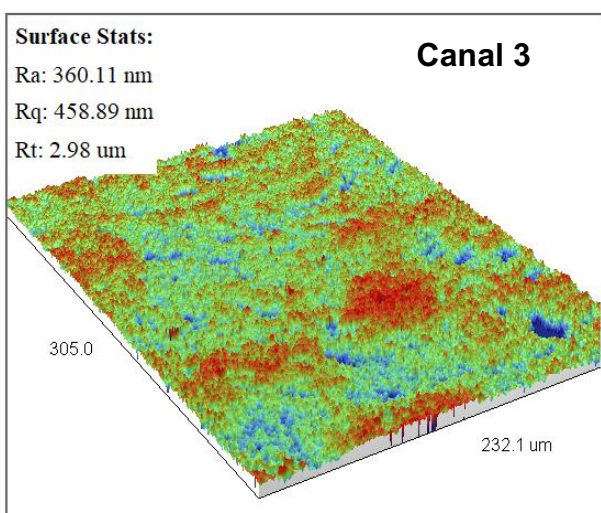 Surface Stats:
Canal 3
Ra: 360.11 nm
Rq: 458.89 nm
Rt: 2.98 um
305.0
232.1 um